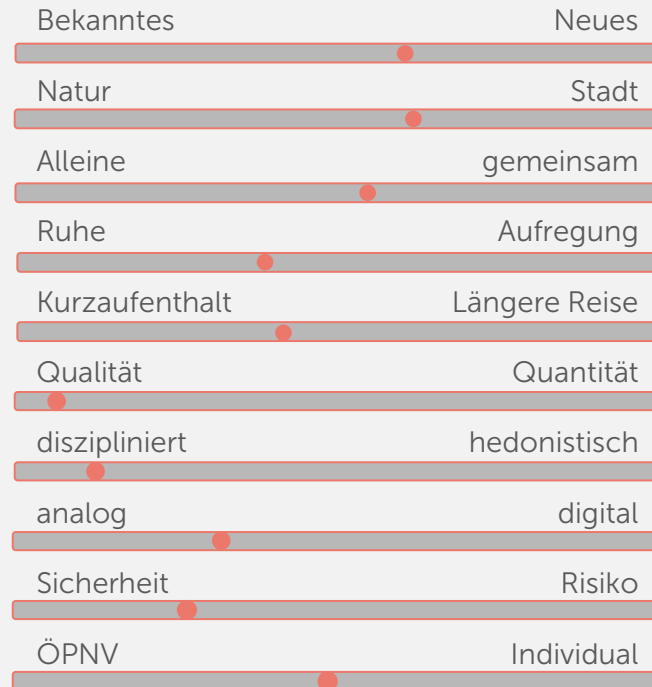 Bekanntes Neues
Natur Stadt
Alleine gemeinsam
Ruhe Aufregung
Kurzaufenthalt Längere Reise
Qualität Quantität
diszipliniert hedonistisch
analog digital
Sicherheit Risiko
ÖPNV Individual